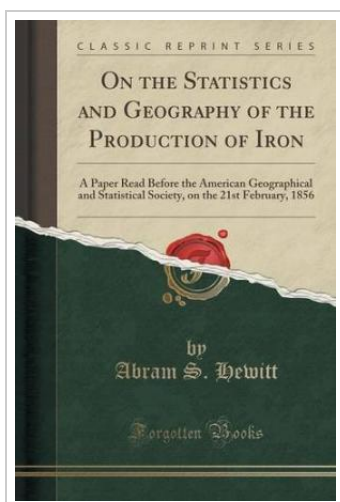 CLASSIC REPRINT SERIES
ON THE STATISTICS
AND GEOGRAPHY OF THE
PRODUCTION OF IRON
A Paper Read Before the American Geographical
and Statistical Society, on the 21st February, 1856
by
Abram S. Hewitt
Forgotten Books